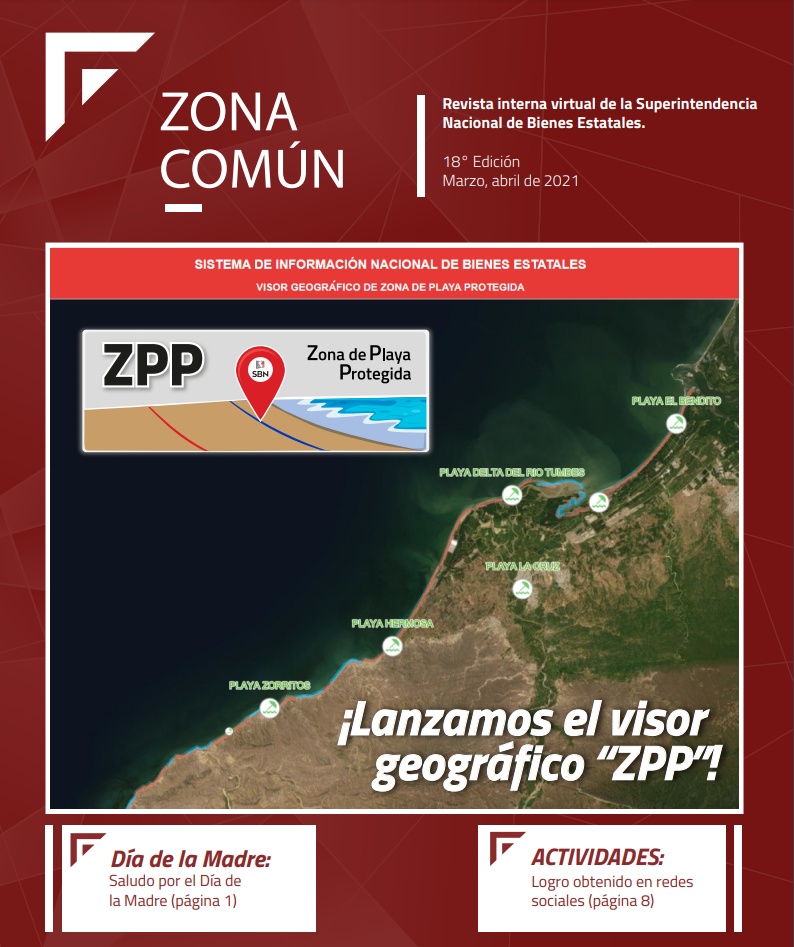 ZONA
COMÚN
Revista interna virtual de la Superintendencia
Nacional de Bienes Estatales.
18° Edición
Marzo, abril de 2021
SISTEMA DE INFORMACIÓN NACIONAL DE BIENES ESTATALES
VISOR GEOGRÁFICO DE ZONA DE PLAYA PROTEGIDA
ZPP
SBN
Zona de Playa
Protegida
PLAYA EL BENDITO
PLAYA DELTA DEL RIO TUMBES
PLAYA LA CRUZ
PLAYA HERMOSA
PLAYA ZORRITOS
¡Lanzamos el visor
geográfico “ZPP”!
Día de la Madre:
Saludo por el Día de
la Madre (página 1)
ACTIVIDADES:
Logro obtenido en redes
sociales (página 8)